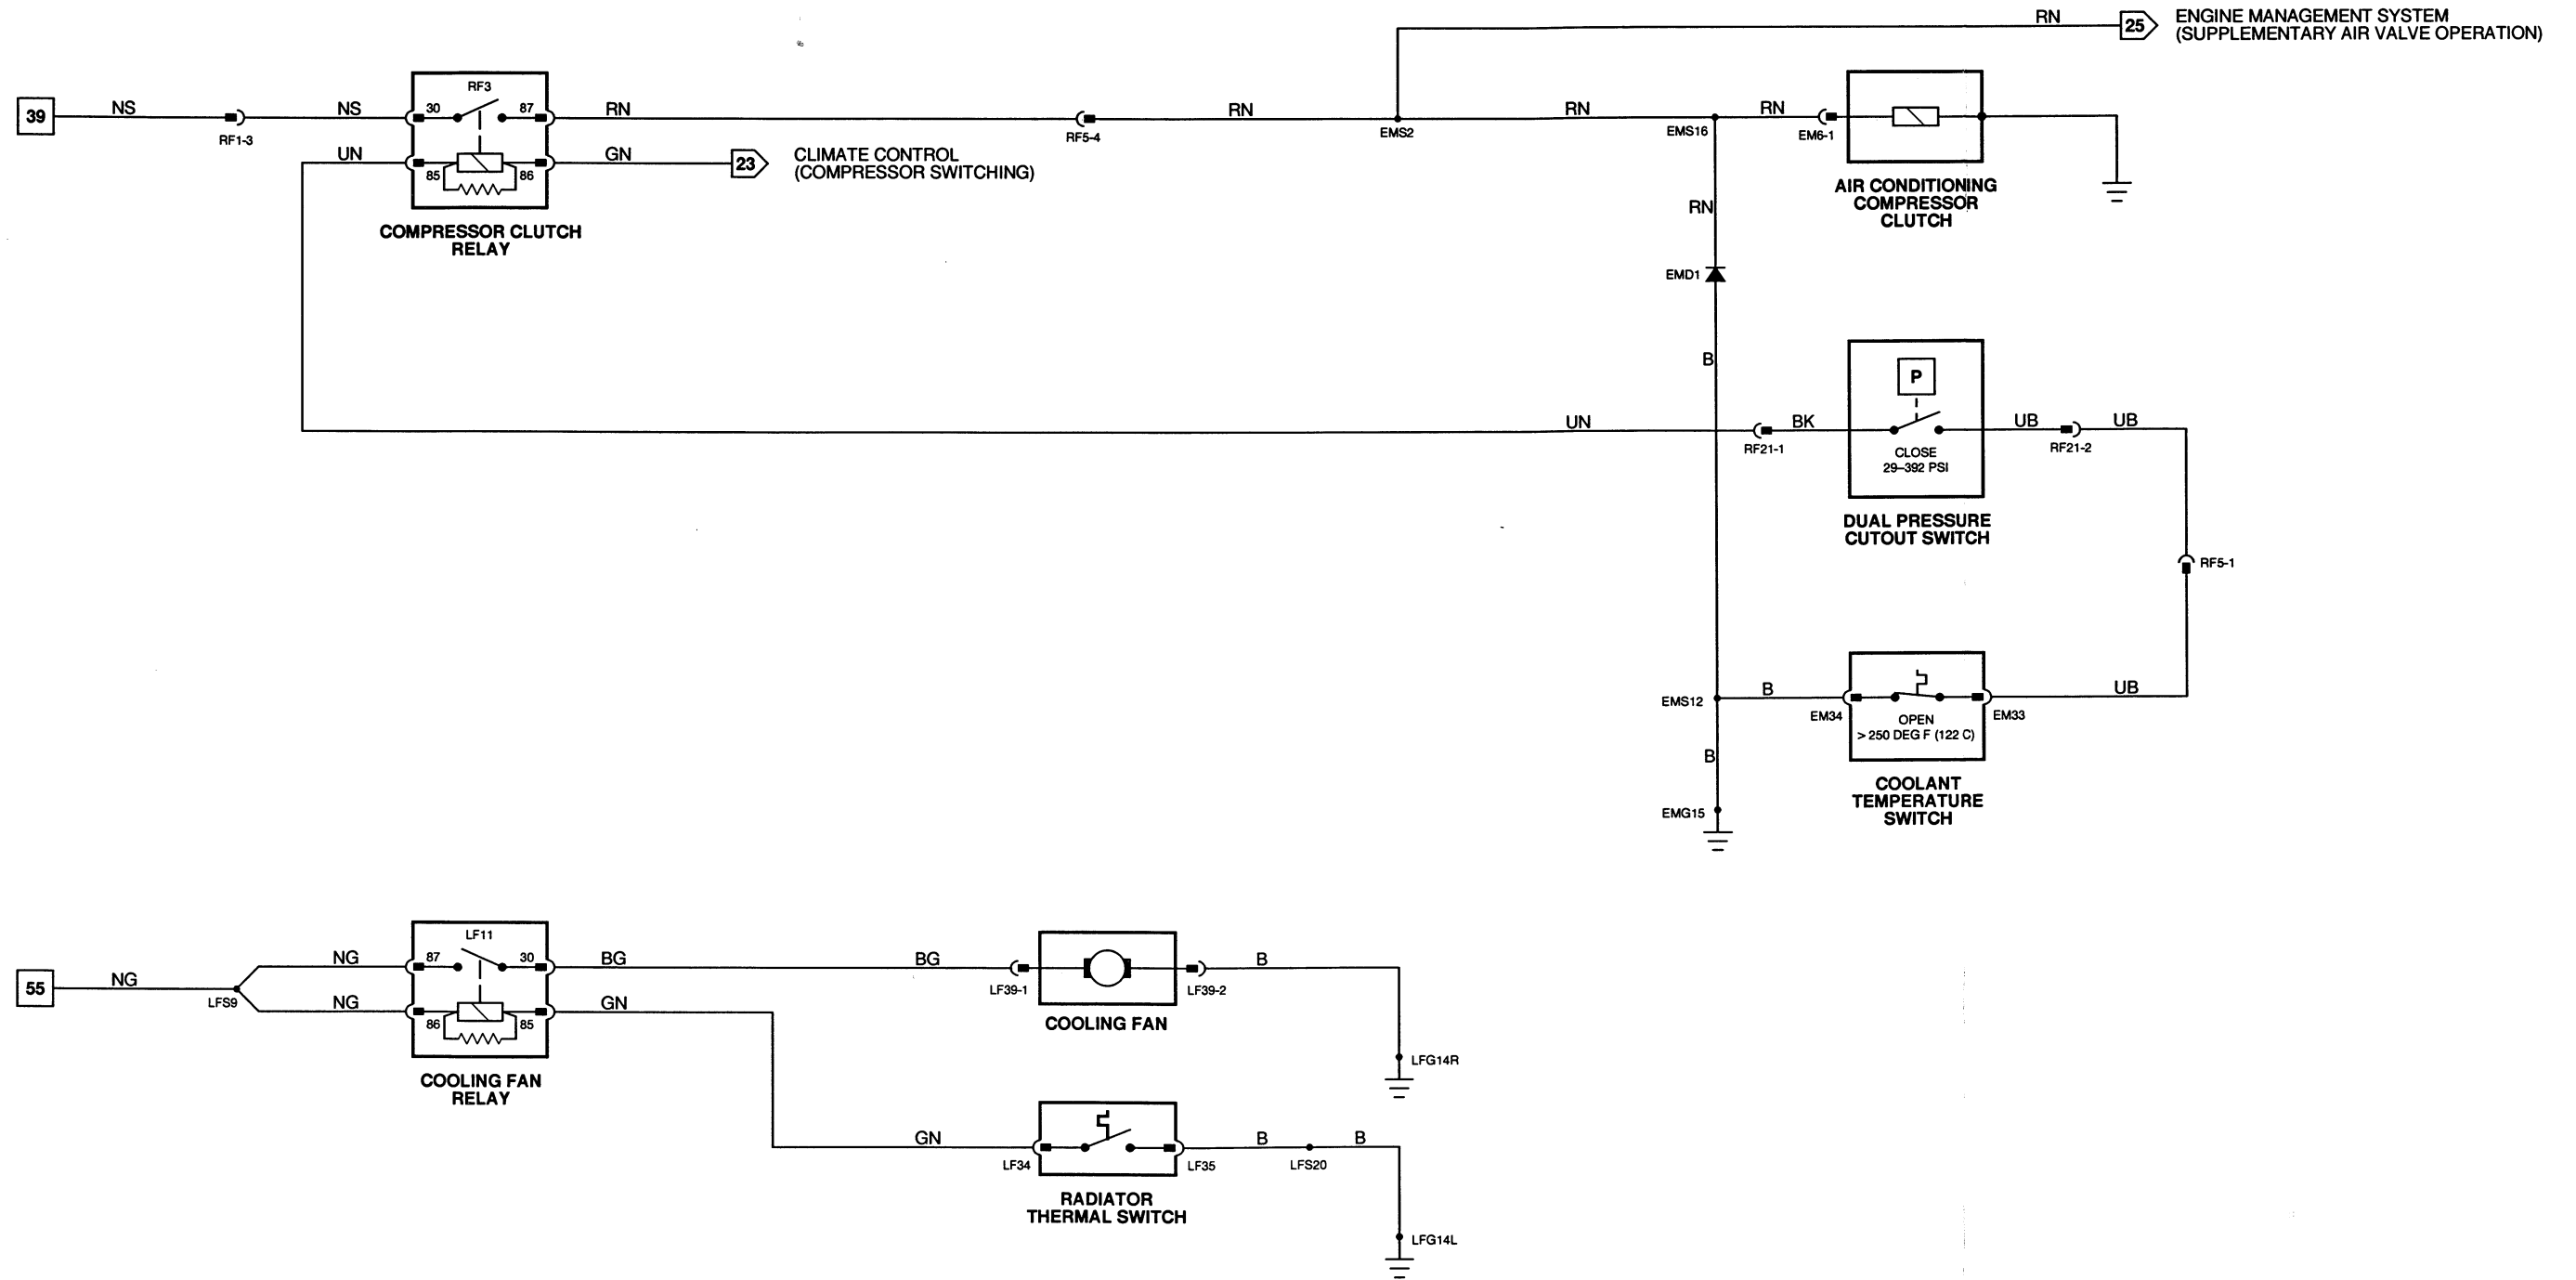 RN
25
ENGINE MANAGEMENT SYSTEM
(SUPPLEMENTARY AIR VALVE OPERATION)
39
NS
RF1-3
NS
RF3
30
87
85
86
RN
RF5-4
RN
EMS2
RN
EMS16
RN
EM6-1
UN
GN
23
CLIMATE CONTROL
(COMPRESSOR SWITCHING)
COMPRESSOR CLUTCH
RELAY
AIR CONDITIONING
COMPRESSOR
CLUTCH
RN
EMD1
B
P
UN
RF21-1
BK
CLOSE
29–392 PSI
UB
RF21-2
UB
DUAL PRESSURE
CUTOUT SWITCH
RF5-1
EMS12
B
EM34
OPEN
> 250 DEG F (122 C)
EM33
UB
B
COOLANT
TEMPERATURE
SWITCH
EMG15
55
NG
LFS9
NG
NG
LF11
87
30
86
85
BG
BG
LF39-1
LF39-2
B
GN
COOLING FAN
LFG14R
COOLING FAN
RELAY
GN
LF34
LF35
B
LFS20
B
RADIATOR
THERMAL SWITCH
LFG14L